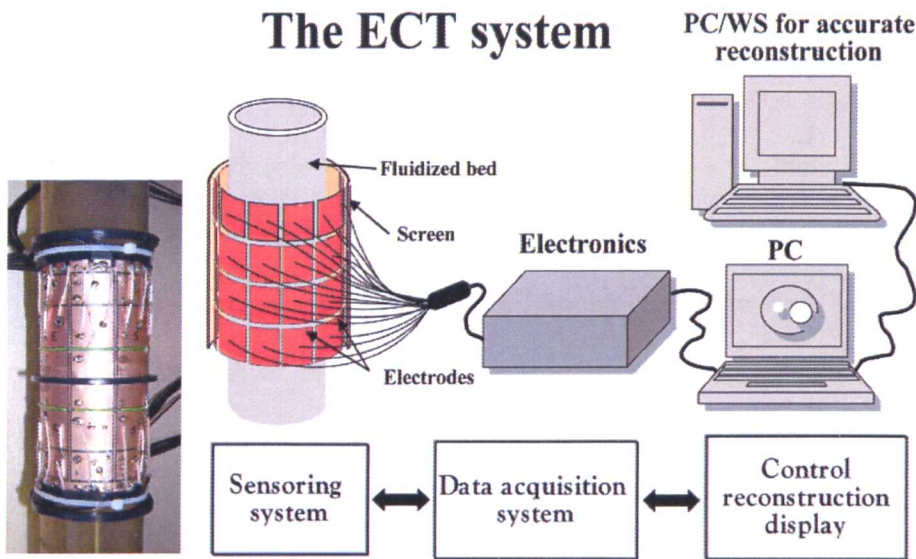 The ECT system
PC/WS for accurate
reconstruction
Fluidized bed
Screen
Electronics
PC
Electrodes
Sensoring
system
Data acquisition
system
Control
reconstruction
display